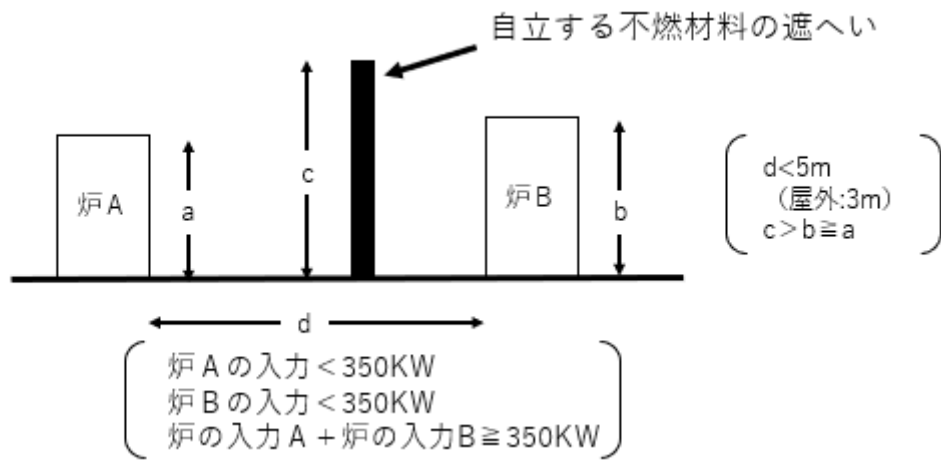 自立する不燃材料の遮へい
炉A
a
c
炉B
b
d<5m
（屋外:3m）
c>b≧a
d
炉Aの入力<350KW
炉Bの入力<350KW
炉の入力A+炉の入力B≧350KW